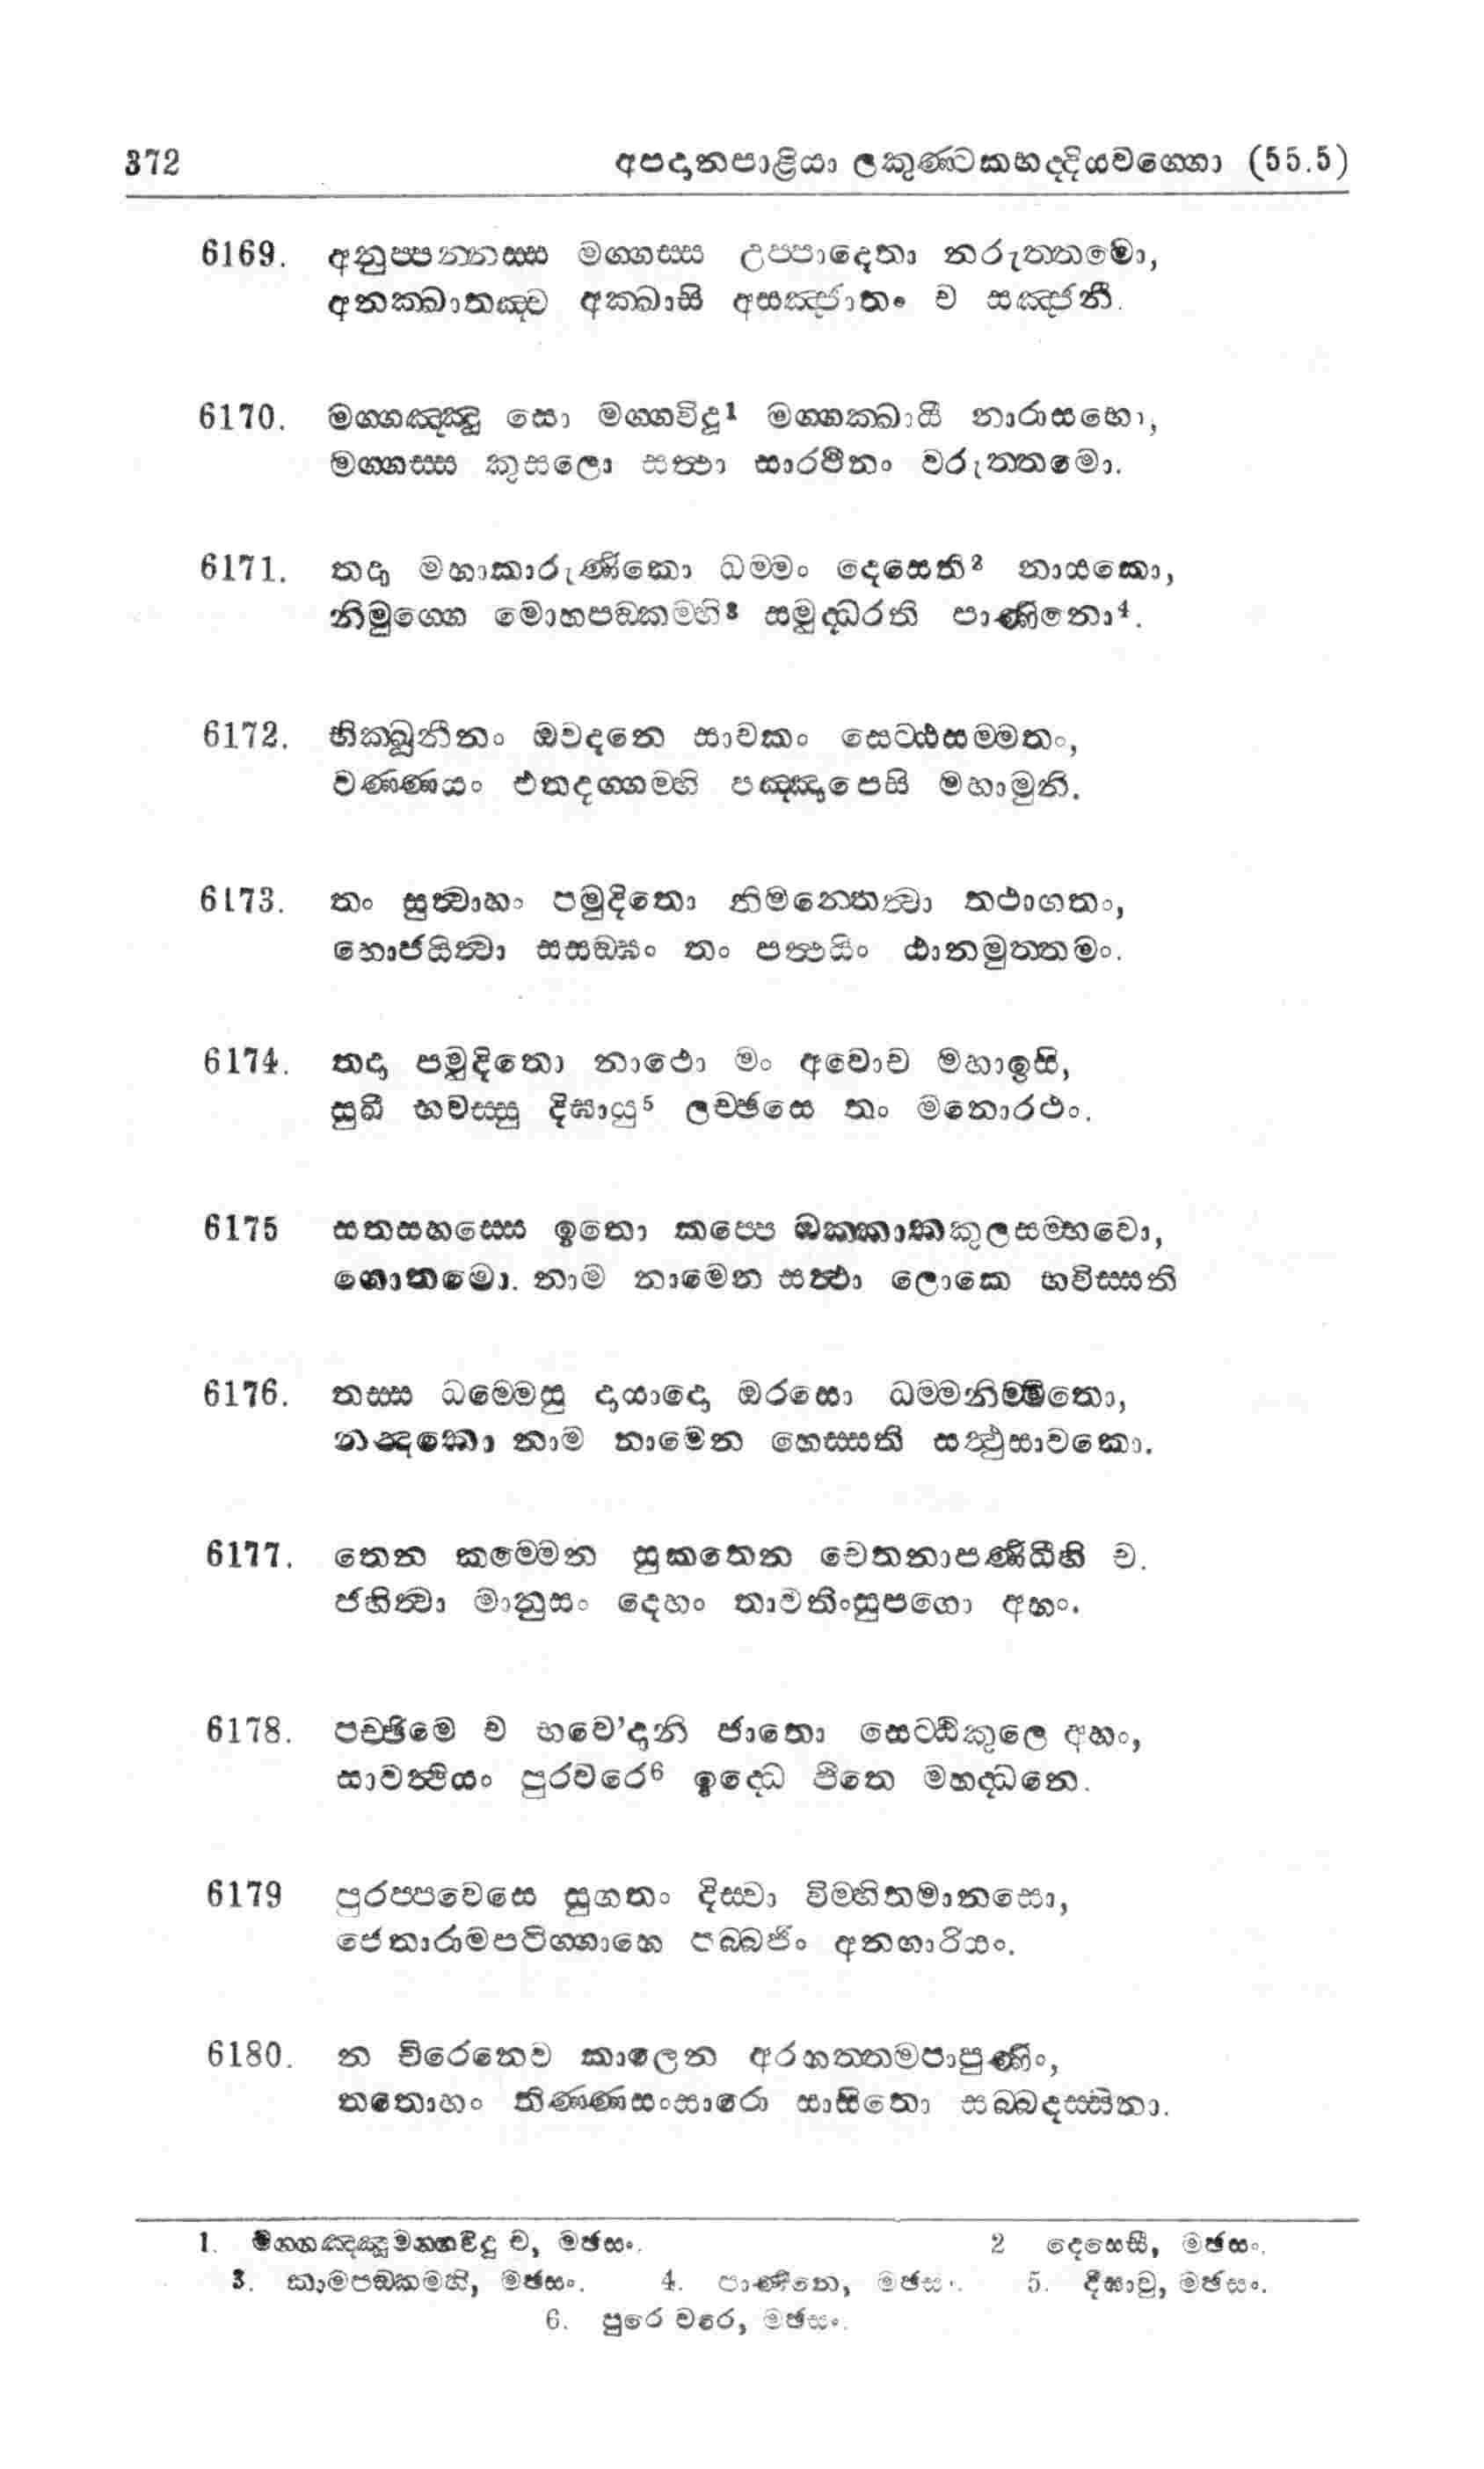 372 අපදානපාළියා ලකුණ්ටකභද්දියවග්ගො (55.5)
6169. අනුප්පන්නස්ස මග්ගස්ස උප්පාදෙතා නරුත්තමො,
අනක්ඛාතඤ්ච අක්ඛාසි අසඤ්ජාතං ච සඤ්ජනී.
6170. මග්ගඤ්ඤූ සො මග්ගවිදූ1 මග්ගක්ඛායී නාරාසභො,
මග්ගස්ස කුසලො සත්ථා සාරථීනං වරුත්තමො.
6171. තදා මහාකාරුණිකො ධම්මං දෙසෙති2 නායකො,
නිමුග්ගෙ මොහපඞ්කම්හි3 සමුද්ධරති පාණිනො4.
6172. භික්ඛූනීනං ඔවදනෙ සාවකං සෙට්ඨසම්මතං,
වණ්ණයං එතදග්ගම්හි පඤ්ඤපෙසි මහාමුනි.
6173. තං සුත්වාහං පමුදිතො නිමන්තෙත්වා තථාගතං,
භොජයිත්වා සසඞ්ඝං තං පත්ථයිං ඨානමුත්තමං.
6174. තදා පමුදිතො නාථො මං අවොච මහාඉසි,
සුඛී භවස්සු දිඝායු5 ලච්ඡසෙ තං මනොරථං.
6175 සතසහස්සෙ ඉතො කප්පෙ ඔක්කාකකුලසම්භවො,
ගොතමො. නාම නාමෙන සත්ථා ලොකෙ භවිස්සති
6176. තස්ස ධම්මෙසු දායාදො ඔරසො ධම්මනිම්මිතො,
නන්දකො නාම නාමෙන හෙස්සති සත්ථුසාවකො.
6177. තෙන කම්මෙන සුකතෙන චෙතනාපණිධීහි ච.
ජහිත්වා මානුසං දෙහං තාවතිංසුපගො අහං.
6178. පච්ඡිමෙ ච භවෙ’දානි ජාතො සෙට්ඨිකුලෙ අහං,
සාවත්ථියං පුරවරෙ6 ඉද්ධෙ ඵිතෙ මහද්ධනෙ.
6179 පුරප්පවෙසෙ සුගතං දිස්වා විම්හිතමානසො,
ජෙතාරාමපටිග්ගාහෙ පබ්බජිං අනගාරියං.
6180. න චිරෙනෙව කාලෙන අරහත්තමපාපුණිං,
තතොහං තිණ්ණසංසාරො සාසිතො සබ්බදස්සිනා.
1. මග්ගඤ්ඤූමග්ගවිදු ච, මඡසං. 2 දෙසෙසී, මඡසං.
3. කාමපඞ්කම්හි, මඡසං. 4. පාණිනෙ, මඡසං. 5. දීඝාවු, මඡසං.
6. පුරෙ වරෙ, මඡසං.